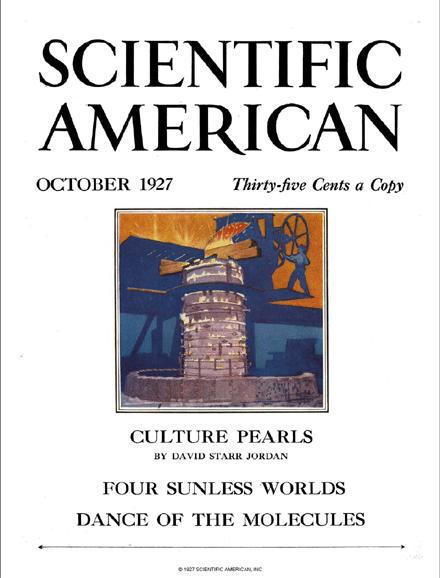 SCIENTIFIC
AMERICAN
OCTOBER 1927 Thirty-five Cents a Copy
CULTURE PEARLS
BY DAVID STARR JORDAN
FOUR SUNLESS WORLDS
DANCE OF THE MOLECULES
© 1927 SCIENTIFIC AMERICAN, INC